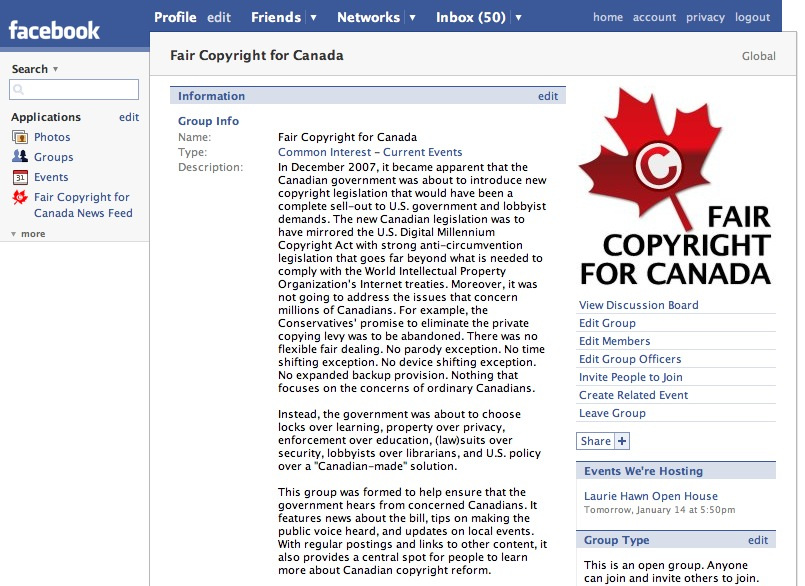 facebook
Profile edit Friends ▼ Networks ▼ Inbox (50) ▼ home account privacy logout
Search ▼
Applications edit
Photos
Groups
31 Events
Fair Copyright for
Canada News Feed
▼ more
Fair Copyright for Canada Global
Information edit
Group Info
Name: Fair Copyright for Canada
Type: Common Interest - Current Events
Description: In December 2007, it became apparent that the
Canadian government was about to introduce new
copyright legislation that would have been a
complete sell-out to U.S. government and lobbyist
demands. The new Canadian legislation was to
have mirrored the U.S. Digital Millennium
Copyright Act with strong anti-circumvention
legislation that goes far beyond what is needed to
comply with the World Intellectual Property
Organization's Internet treaties. Moreover, it was
not going to address the issues that concern
millions of Canadians. For example, the
Conservatives' promise to eliminate the private
copying levy was to be abandoned. There was no
flexible fair dealing. No parody exception. No time
shifting exception. No device shifting exception.
No expanded backup provision. Nothing that
focuses on the concerns of ordinary Canadians.
Instead, the government was about to choose
locks over learning, property over privacy,
enforcement over education, (law)suits over
security, lobbyists over librarians, and U.S. policy
over a "Canadian-made" solution.
This group was formed to help ensure that the
government hears from concerned Canadians. It
features news about the bill, tips on making the
public voice heard, and updates on local events.
With regular postings and links to other content, it
also provides a central spot for people to learn
more about Canadian copyright reform.
C
FAIR
COPYRIGHT
FOR CANADA
View Discussion Board
Edit Group
Edit Members
Edit Group Officers
Invite People to Join
Create Related Event
Leave Group
Share +
Events We're Hosting
Laurie Hawn Open House
Tomorrow, January 14 at 5:50pm
Group Type edit
This is an open group. Anyone
can join and invite others to join.